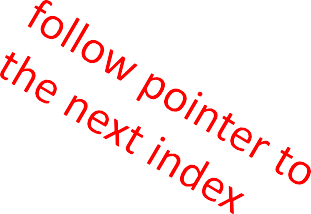 follow pointer to
the next index